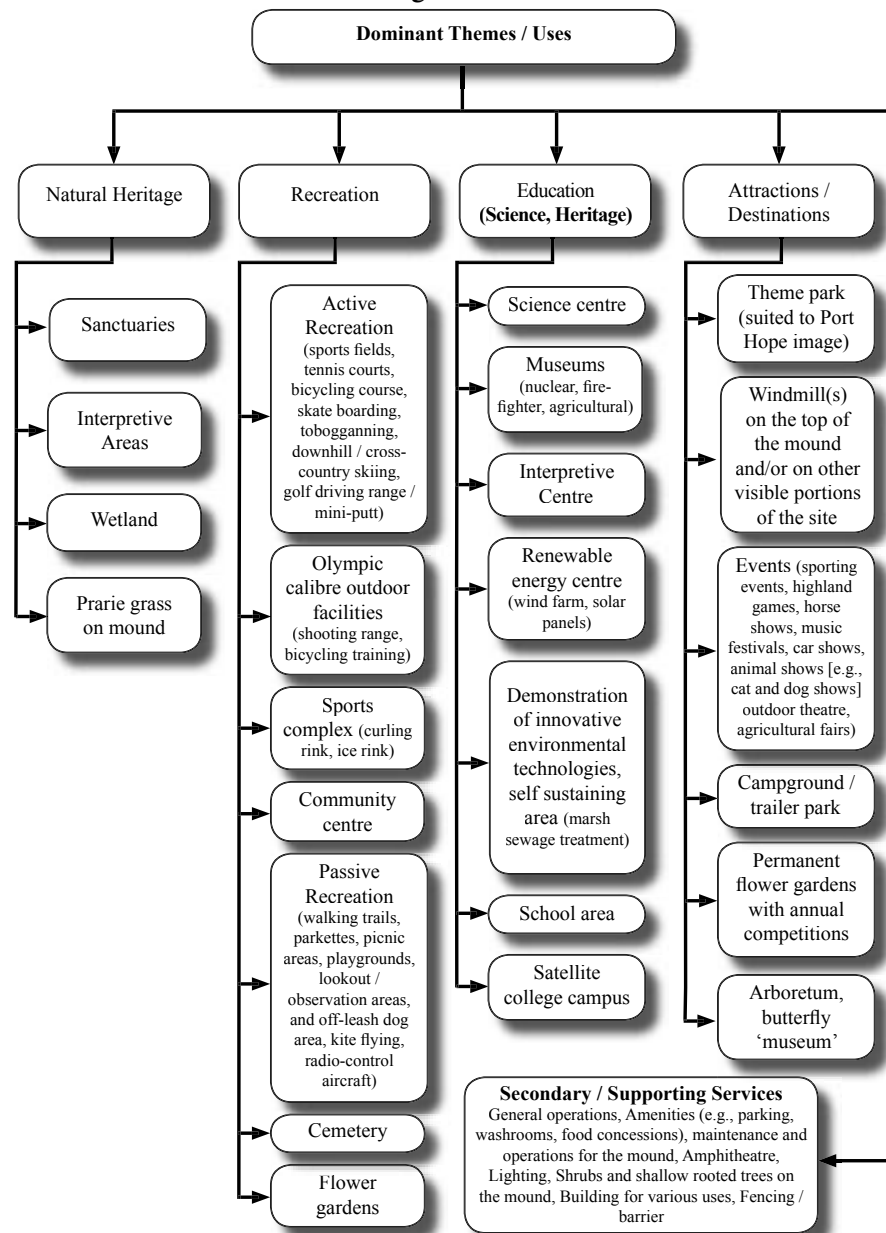 Dominant Themes / Uses
Natural Heritage
Sanctuaries
Interpretive
Areas
Wetland
Prarie grass
on mound
Recreation
Active
Recreation
(sports fields,
tennis courts,
bicycling course,
skate boarding,
tobogganning,
downhill / cross-
country skiing,
golf driving range /
mini-putt)
Olympic
calibre outdoor
facilities
(shooting range,
bicycling training)
Sports
complex (curling
rink, ice rink)
Community
centre
Passive
Recreation
(walking trails,
parkettes, picnic
areas, playgrounds,
lookout /
observation areas,
and off-leash dog
area, kite flying,
radio-control
aircraft)
Cemetery
Flower
gardens
Education
(Science, Heritage)
Science centre
Museums
(nuclear, fire-
fighter, agricultural)
Interpretive
Centre
Renewable
energy centre
(wind farm, solar
panels)
Demonstration
of innovative
environmental
technologies,
self sustaining
area (marsh
sewage treatment)
School area
Satellite
college campus
Attractions /
Destinations
Theme park
(suited to Port
Hope image)
Windmill(s)
on the top of
the mound
and/or on other
visible portions
of the site
Events (sporting
events, highland
games, horse
shows, music
festivals, car shows,
animal shows [e.g.,
cat and dog shows]
outdoor theatre,
agricultural fairs)
Campground /
trailer park
Permanent
flower gardens
with annual
competitions
Arboretum,
butterfly
‘museum’
Secondary / Supporting Services
General operations, Amenities (e.g., parking,
washrooms, food concessions), maintenance and
operations for the mound, Amphitheatre,
Lighting, Shrubs and shallow rooted trees on
the mound, Building for various uses, Fencing /
barrier